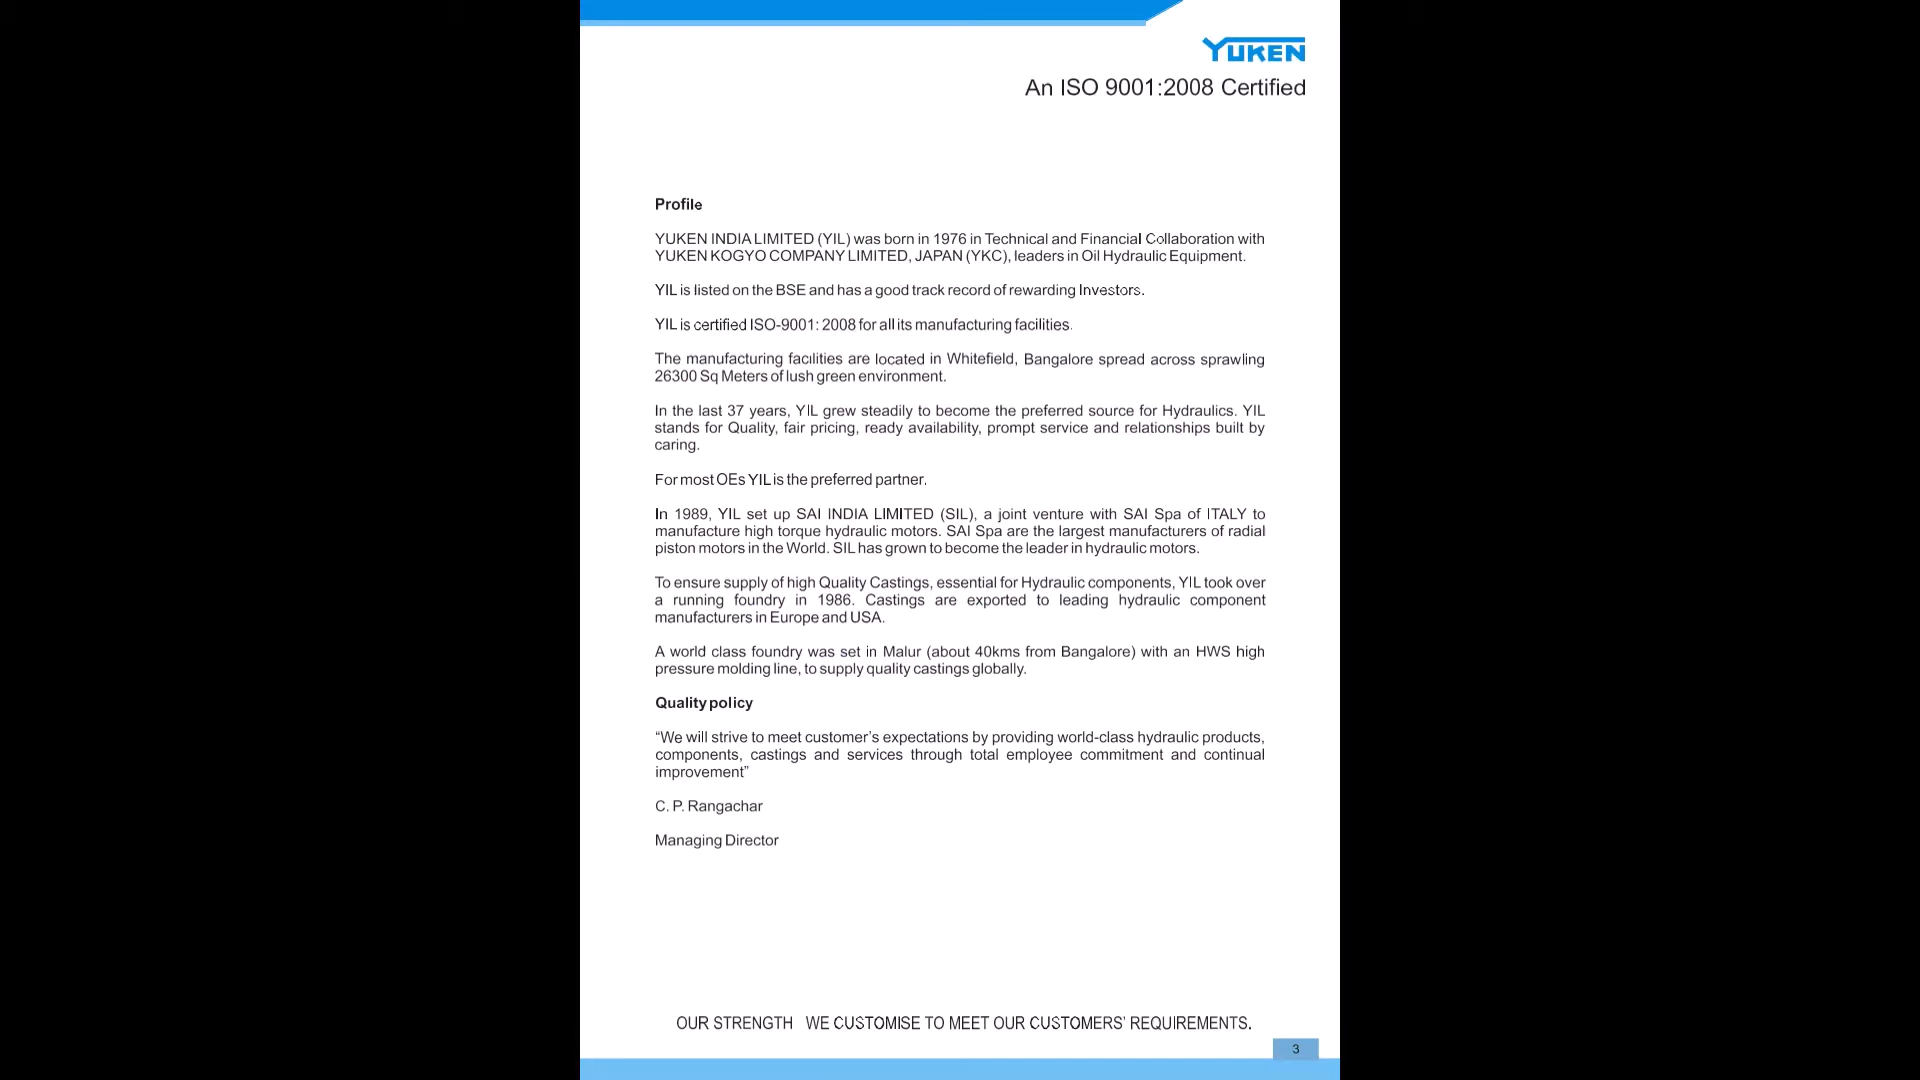 YUKEN
An ISO 9001:2008 Certified
Profile
YUKEN INDIA LIMITED (YIL) was born in 1976 in Technical and Financial Collaboration with
YUKEN KOGYO COMPANY LIMITED, JAPAN (YKC), leaders in Oil Hydraulic Equipment.
YIL is listed on the BSE and has a good track record of rewarding Investors.
YIL is certified ISO-9001: 2008 for all its manufacturing facilities.
The manufacturing facilities are located in Whitefield, Bangalore spread across sprawling
26300 Sq Meters of lush green environment.
In the last 37 years, YIL grew steadily to become the preferred source for Hydraulics. YIL
stands for Quality, fair pricing, ready availability, prompt service and relationships built by
caring.
For most OEs YIL is the preferred partner.
In 1989, YIL set up SAI INDIA LIMITED (SIL), a joint venture with SAI Spa of ITALY to
manufacture high torque hydraulic motors. SAI Spa are the largest manufacturers of radial
piston motors in the World. SIL has grown to become the leader in hydraulic motors.
To ensure supply of high Quality Castings, essential for Hydraulic components, YIL took over
a running foundry in 1986. Castings are exported to leading hydraulic component
manufacturers in Europe and USA.
A world class foundry was set in Malur (about 40kms from Bangalore) with an HWS high
pressure molding line, to supply quality castings globally.
Quality policy
“We will strive to meet customer’s expectations by providing world-class hydraulic products,
components, castings and services through total employee commitment and continual
improvement”
C. P. Rangachar
Managing Director
OUR STRENGTH WE CUSTOMISE TO MEET OUR CUSTOMERS’ REQUIREMENTS.
3